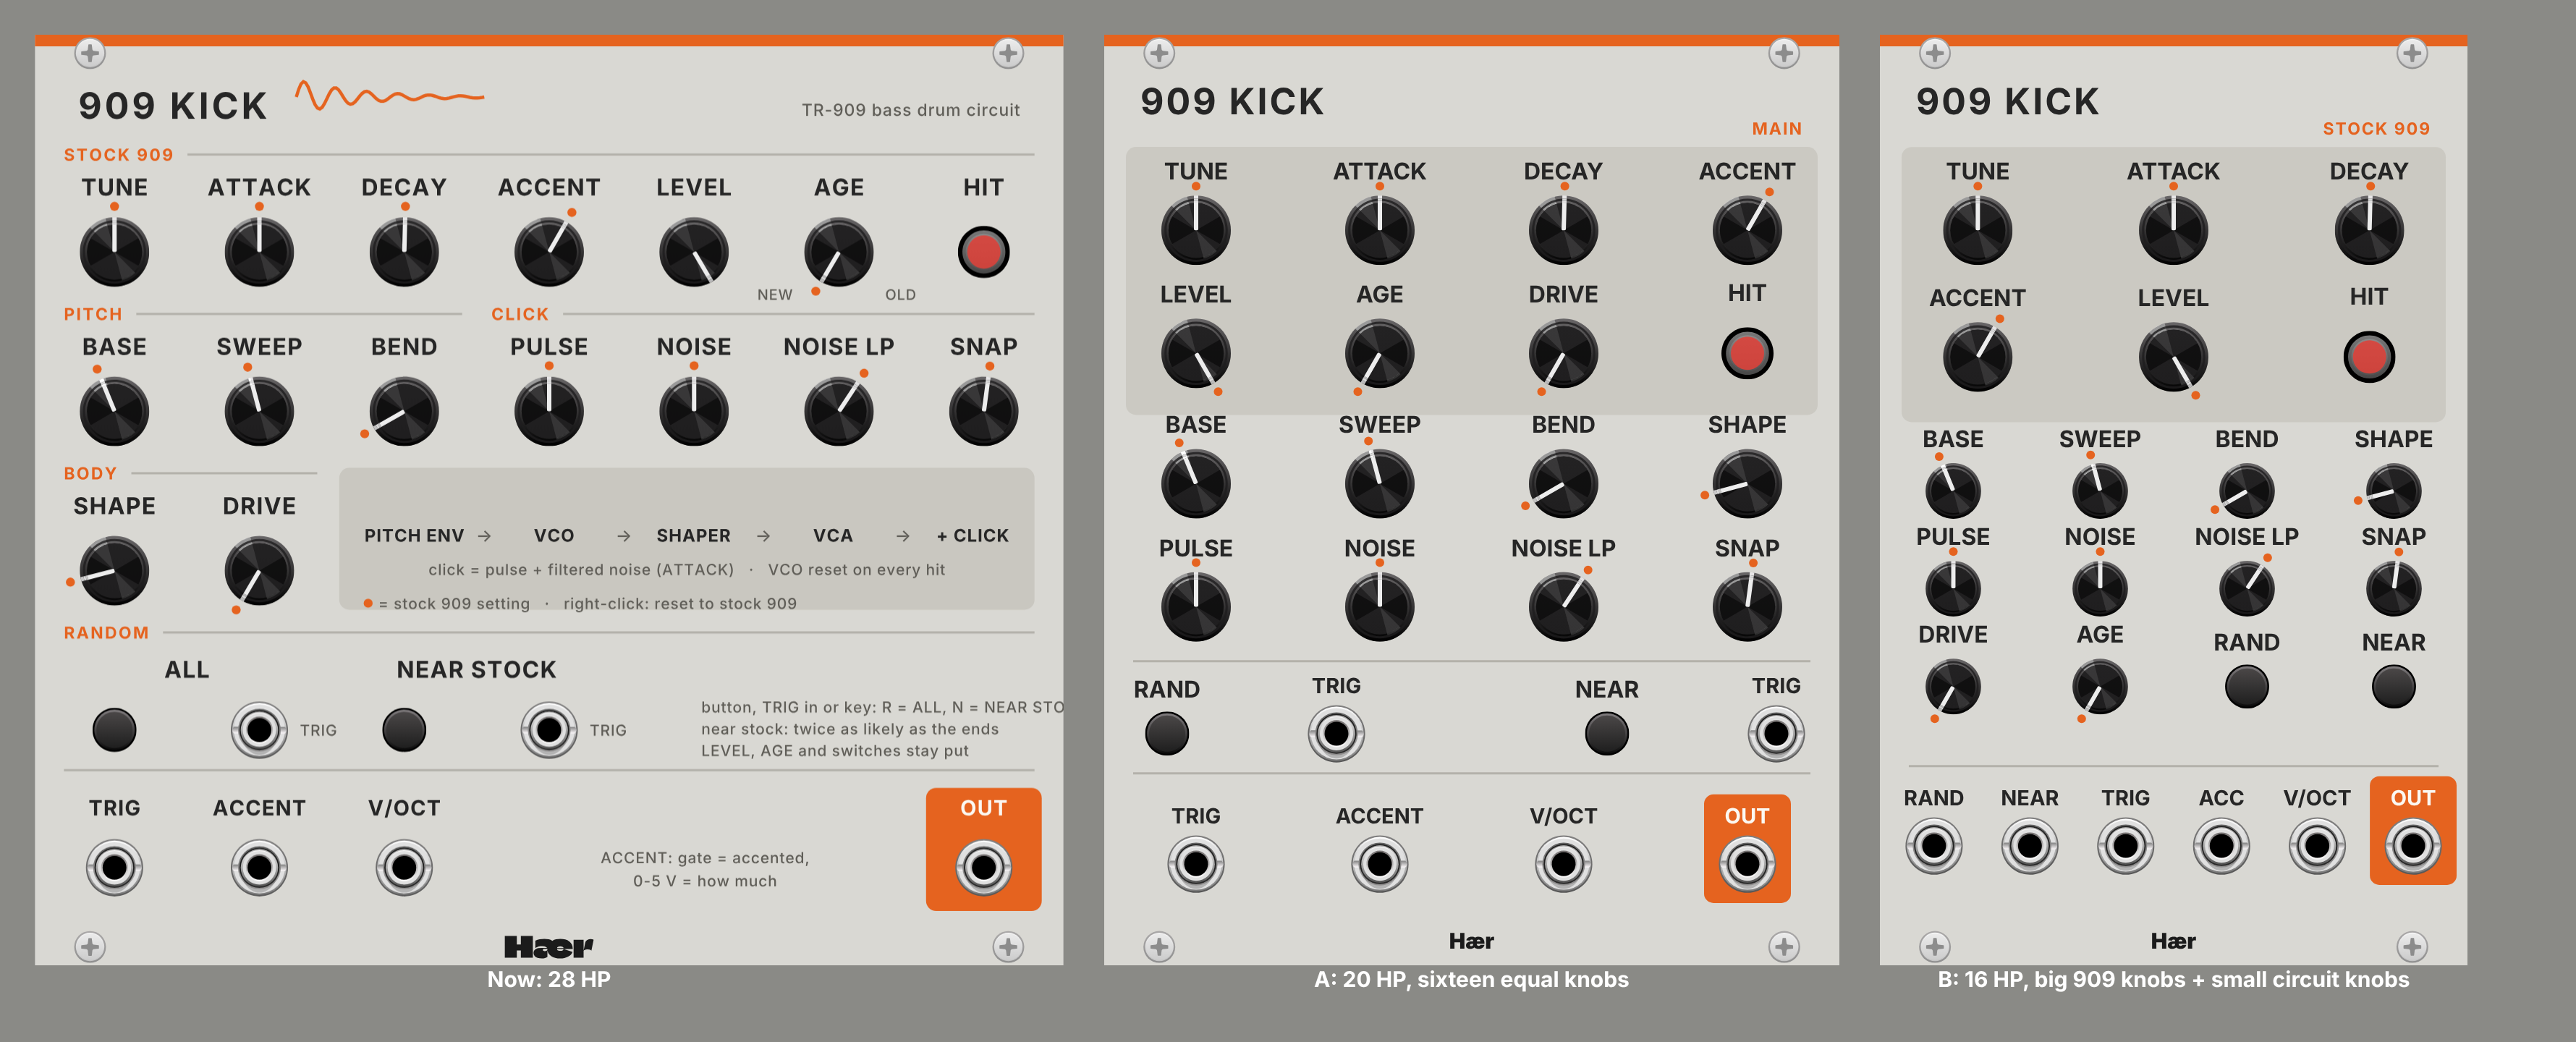 909 KICK
TR-909 bass drum circuit
STOCK 909
TUNE ATTACK DECAY ACCENT LEVEL AGE HIT
NEW OLD
PITCH CLICK
BASE SWEEP BEND PULSE NOISE NOISE LP SNAP
BODY
SHAPE DRIVE
PITCH ENV → VCO → SHAPER → VCA → + CLICK
click = pulse + filtered noise (ATTACK) · VCO reset on every hit
= stock 909 setting · right-click: reset to stock 909
RANDOM
ALL NEAR STOCK
TRIG TRIG
button, TRIG in or key: R = ALL, N = NEAR STO
near stock: twice as likely as the ends
LEVEL, AGE and switches stay put
TRIG ACCENT V/OCT OUT
ACCENT: gate = accented,
0-5 V = how much
Hær
Now: 28 HP
909 KICK
MAIN
TUNE ATTACK DECAY ACCENT
LEVEL AGE DRIVE HIT
BASE SWEEP BEND SHAPE
PULSE NOISE NOISE LP SNAP
RAND TRIG NEAR TRIG
TRIG ACCENT V/OCT OUT
Hær
A: 20 HP, sixteen equal knobs
909 KICK
STOCK 909
TUNE ATTACK DECAY
ACCENT LEVEL HIT
BASE SWEEP BEND SHAPE
PULSE NOISE NOISE LP SNAP
DRIVE AGE RAND NEAR
RAND NEAR TRIG ACC V/OCT OUT
Hær
B: 16 HP, big 909 knobs + small circuit knobs